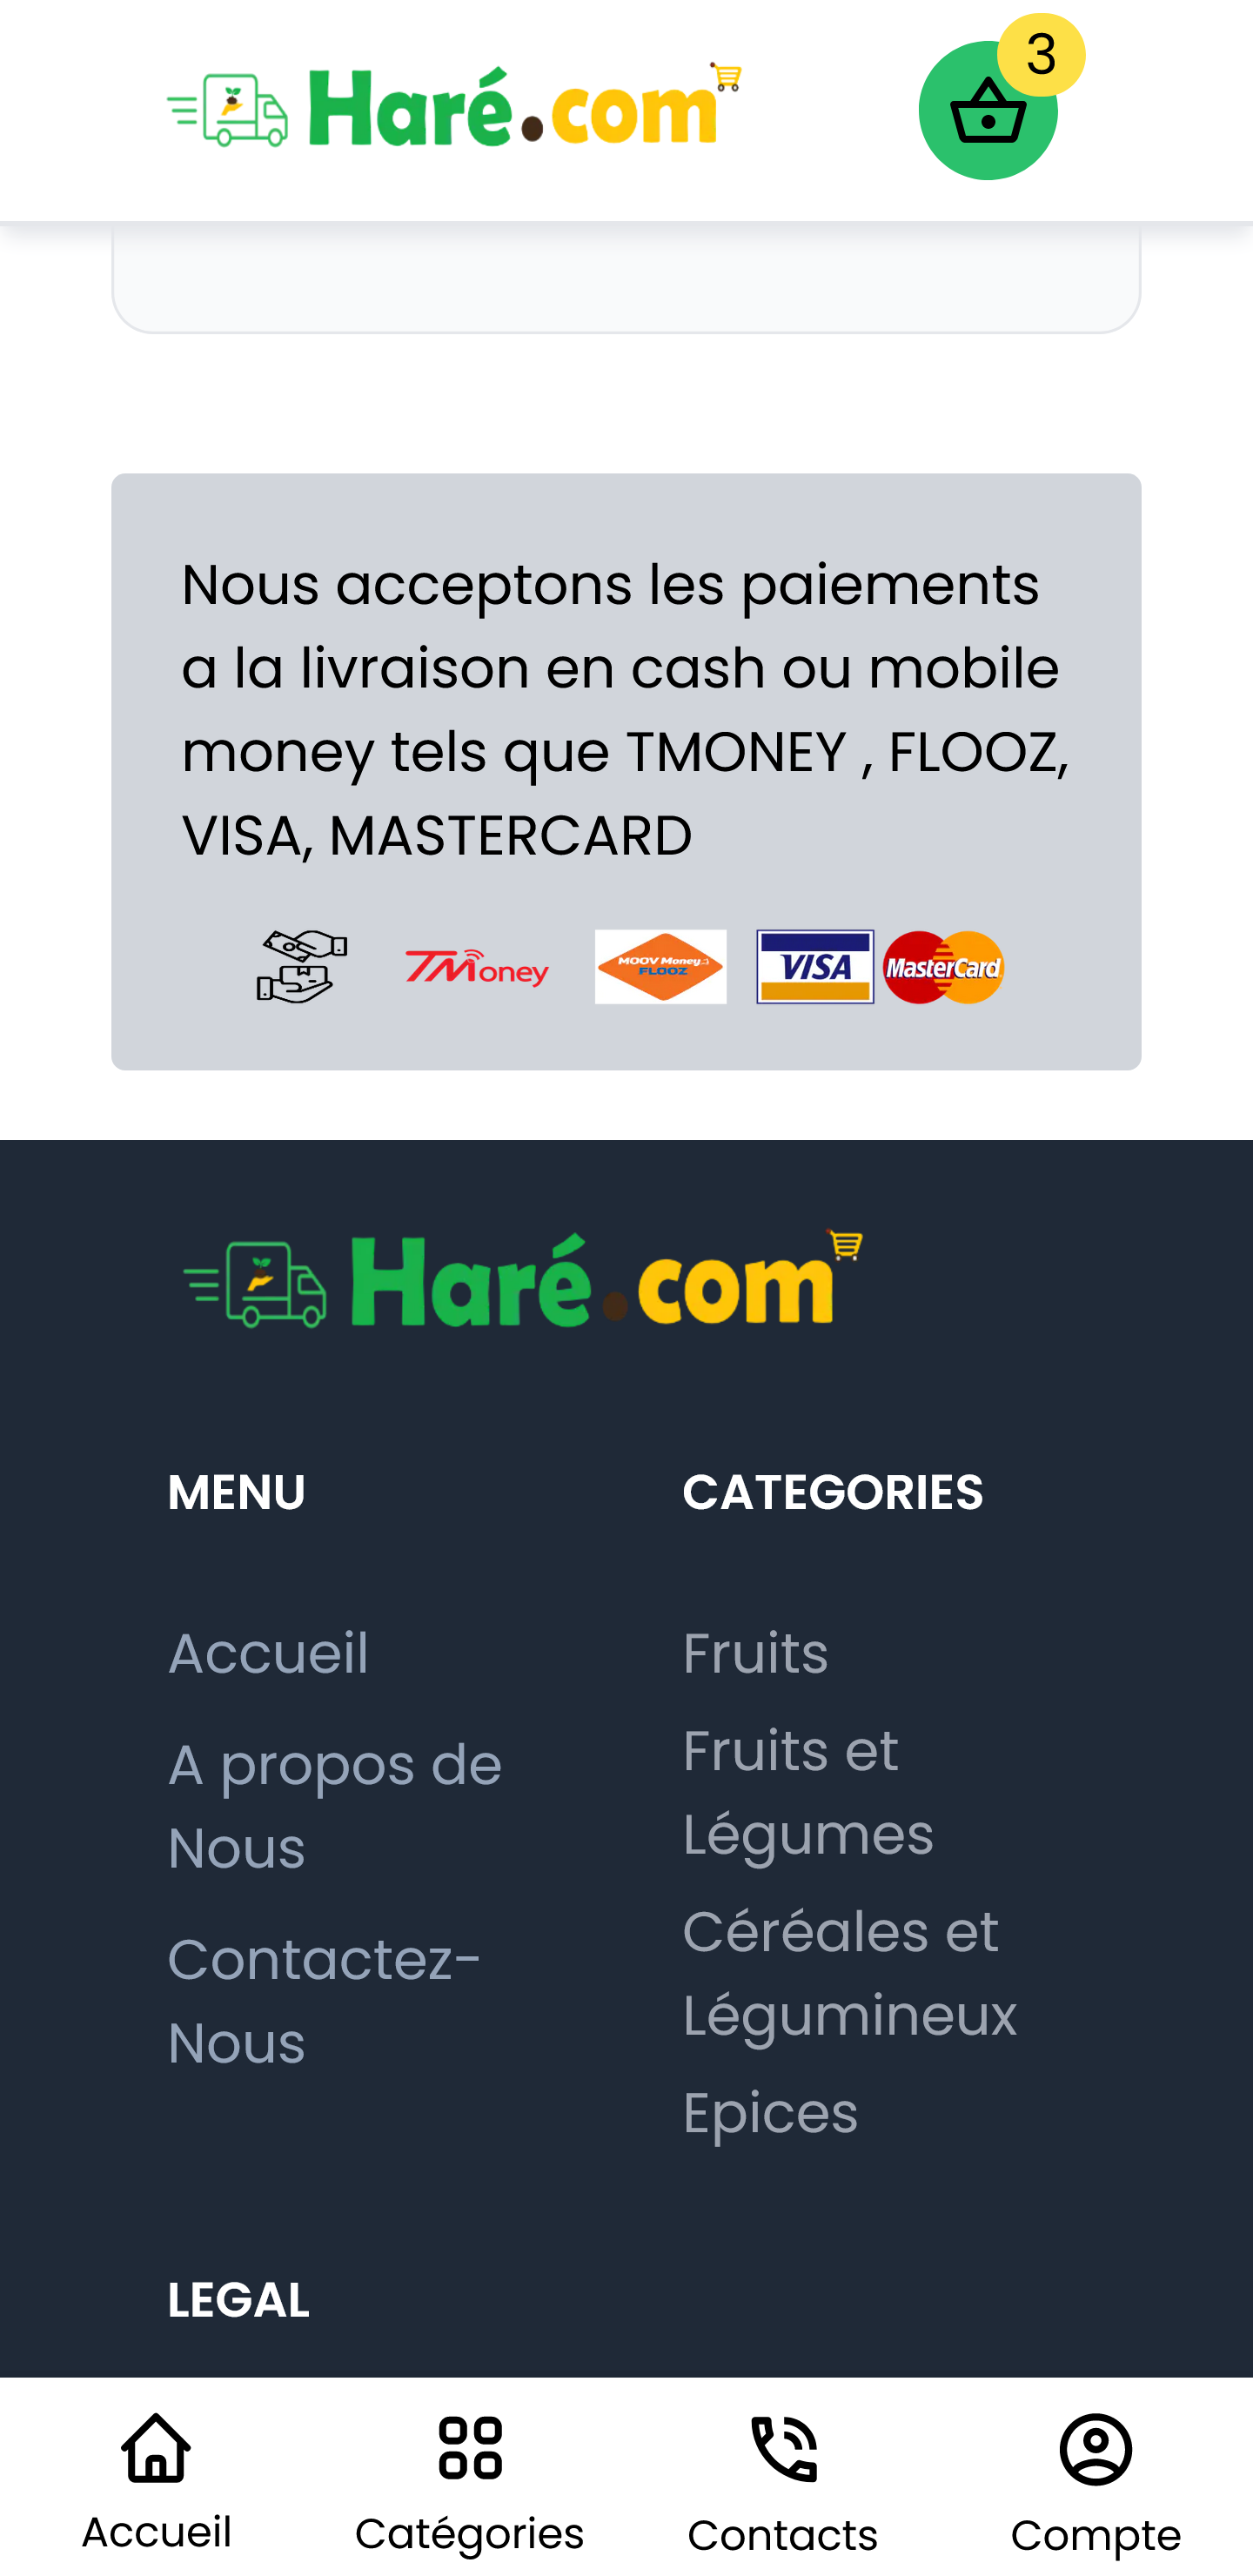 Haré.com
3
Nous acceptons les paiements
a la livraison en cash ou mobile
money tels que TMONEY , FLOOZ,
VISA, MASTERCARD
TMoney
MOOV Money
FLOOZ
VISA
MasterCard
Haré.com
MENU
Accueil
A propos de
Nous
Contactez-
Nous
CATEGORIES
Fruits
Fruits et
Légumes
Céréales et
Légumineux
Epices
LEGAL
Accueil
Catégories
Contacts
Compte